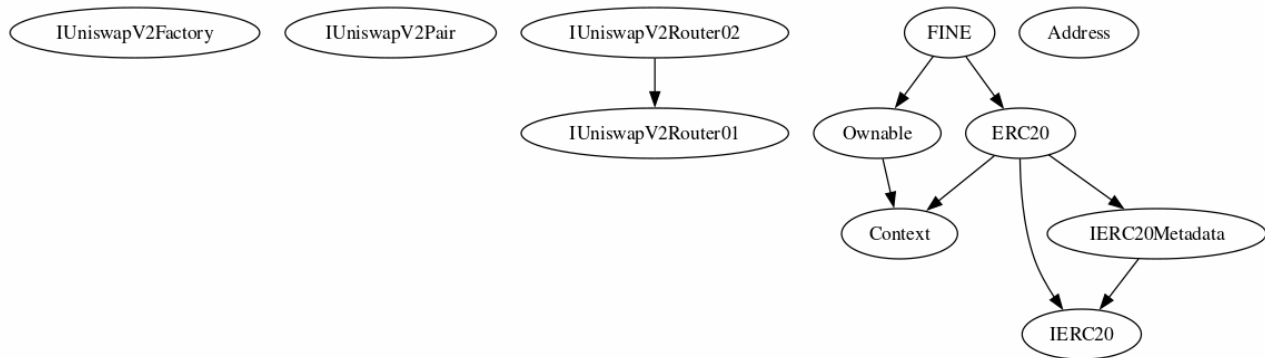 IUniswapV2Factory
IUniswapV2Pair
IUniswapV2Router02
FINE
Address
IUniswapV2Router01
Ownable
ERC20
Context
IERC20Metadata
IERC20